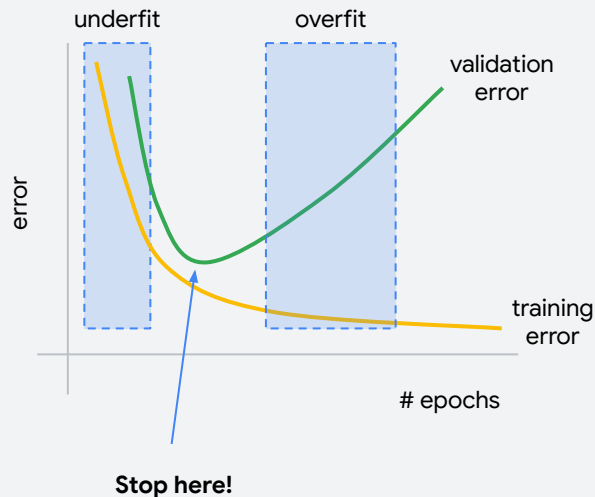 underfit
overfit
validation
error
error
training
error
# epochs
Stop here!